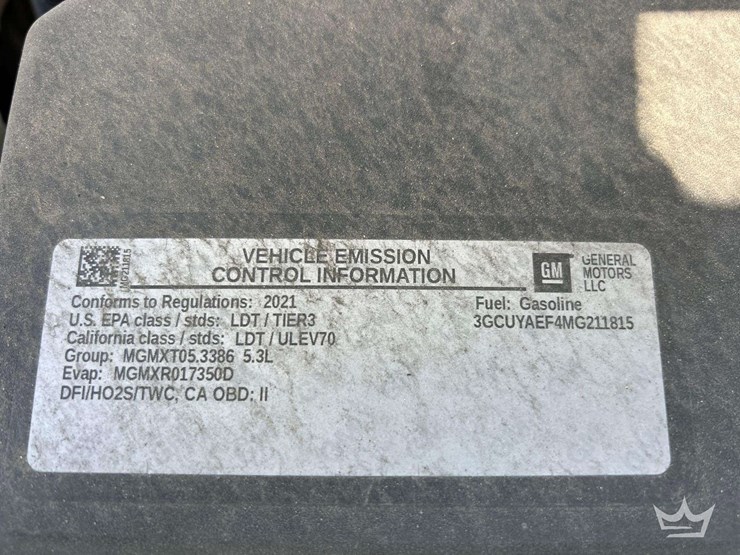 MG211815
VEHICLE EMISSION
CONTROL INFORMATION
GM
GENERAL
MOTORS
LLC
Conforms to Regulations: 2021
Fuel: Gasoline
U.S. EPA class / stds: LDT / TIER3
3GCUYAEF4MG211815
California class / stds: LDT / ULEV70
Group: MGMXT05.3386 5.3L
Evap: MGMXR017350D
DFI/HO2S/TWC, CA OBD: II